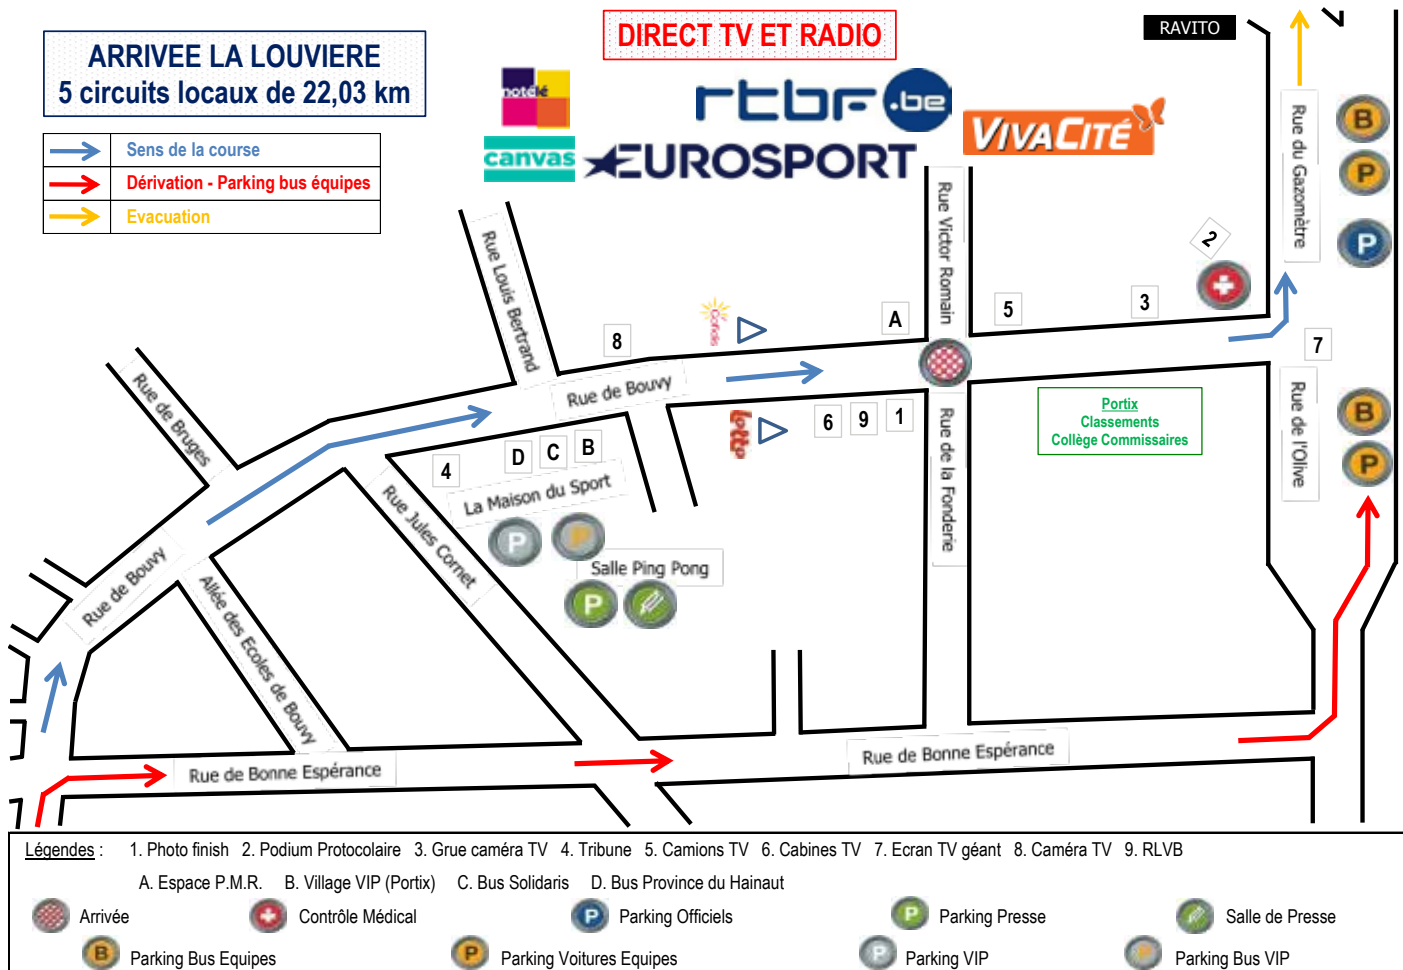 ARRIVEE LA LOUVIERE
5 circuits locaux de 22,03 km
DIRECT TV ET RADIO
RAVITO
Sens de la course
Dérivation - Parking bus équipes
Evacuation
notélé
rtbf.be
canvas
EUROSPORT
VIVACITÉ
Rue du Gazomètre
B
P
P
Rue Victor Romain
Rue Louis Bertrand
2
Cofidis
8
A
5
3
7
Rue de Bruges
Rue de Bouvy
Lotto
6
9
1
Portix
Classements
Collège Commissaires
Rue de la Fonderie
Rue de l'Olive
B
P
4
D
C
B
La Maison du Sport
P
P
Rue Jules Cornet
Salle Ping Pong
P
Rue de Bouvy
Allée des Ecoles de Bouvy
Rue de Bonne Espérance
Rue de Bonne Espérance
Légendes : 1. Photo finish 2. Podium Protocolaire 3. Grue caméra TV 4. Tribune 5. Camions TV 6. Cabines TV 7. Ecran TV géant 8. Caméra TV 9. RLVB
A. Espace P.M.R. B. Village VIP (Portix) C. Bus Solidaris D. Bus Province du Hainaut
Arrivée Contrôle Médical P Parking Officiels P Parking Presse Salle de Presse
B Parking Bus Equipes P Parking Voitures Equipes P Parking VIP P Parking Bus VIP